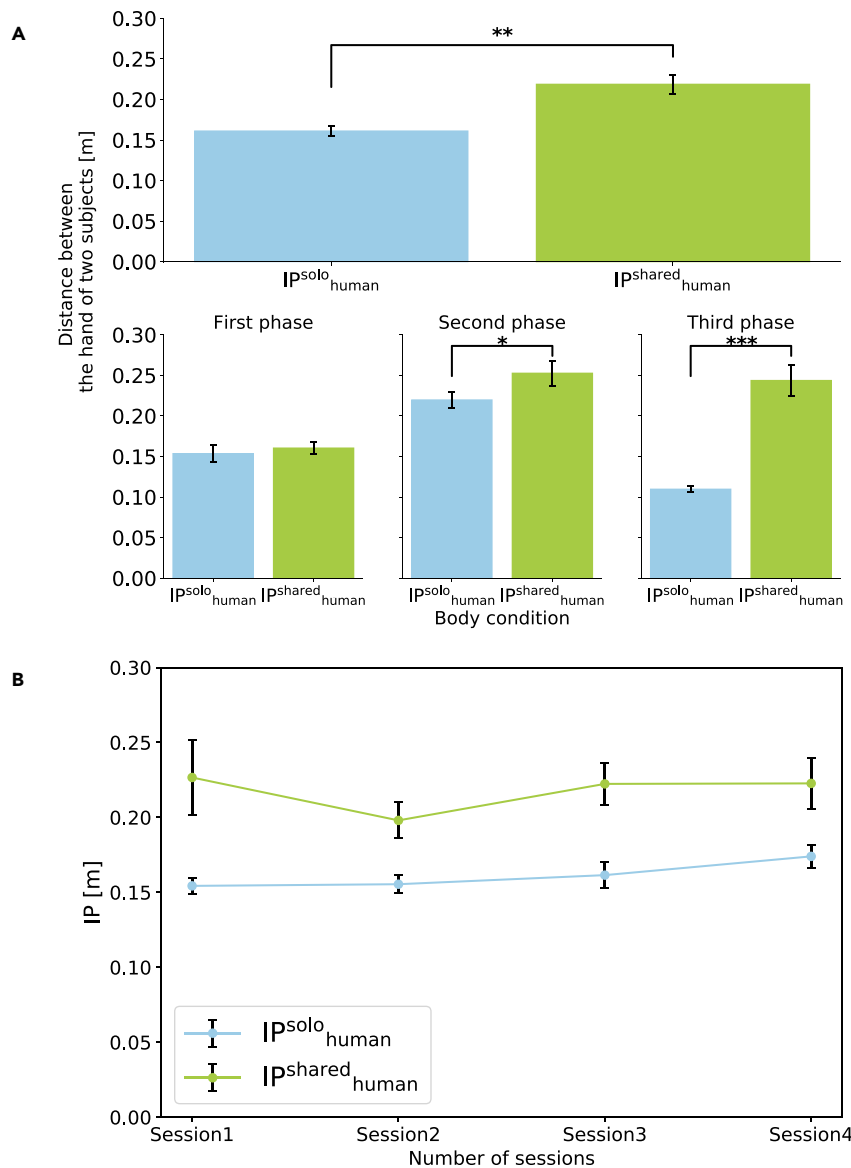 A
Distance between
the hand of two subjects [m]
0.30
0.25
0.20
0.15
0.10
0.05
0.00
**
IPsolohuman
IPsharedhuman
First phase
Second phase
Third phase
0.30
0.25
0.20
0.15
0.10
0.05
0.00
*
***
IPsolohuman IPsharedhuman
IPsolohuman IPsharedhuman
IPsolohuman IPsharedhuman
Body condition
B
IP [m]
0.30
0.25
0.20
0.15
0.10
0.05
0.00
IPsolohuman
IPsharedhuman
Session1 Session2 Session3 Session4
Number of sessions